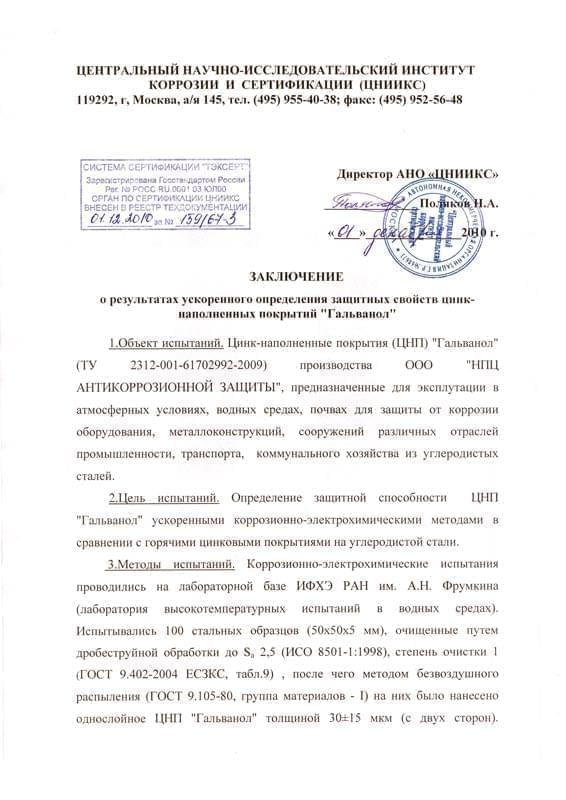 ЦЕНТРАЛЬНЫЙ НАУЧНО-ИССЛЕДОВАТЕЛЬСКИЙ ИНСТИТУТ
КОРРОЗИИ И СЕРТИФИКАЦИИ (ЦНИИКС)
119292, г, Москва, а/я 145, тел. (495) 955-40-38; факс: (495) 952-56-48
СИСТЕМА СЕРТИФИКАЦИИ "ТЭКСЕРТ"
Зарегистрирована Госстандартом России
Рег. № РОСС RU.0001 03 ЮЛ00
ОРГАН ПО СЕРТИФИКАЦИИ ЦНИИКС
ВНЕСЕН В РЕЕСТР ТЕХДОКУМЕНТАЦИИ
01.12.2010 за № 159/67-3
Директор АНО «ЦНИИКС»
Поляков Н.А.
« 01 » декабря 2010 г.
ЗАКЛЮЧЕНИЕ
о результатах ускоренного определения защитных свойств цинк-
наполненных покрытий "Гальванол"
1.Объект испытаний. Цинк-наполненные покрытия (ЦНП) "Гальванол"
(ТУ 2312-001-61702992-2009) производства ООО "НПЦ
АНТИКОРРОЗИОННОЙ ЗАЩИТЫ", предназначенные для эксплутации в
атмосферных условиях, водных средах, почвах для защиты от коррозии
оборудования, металлоконструкций, сооружений различных отраслей
промышленности, транспорта, коммунального хозяйства из углеродистых
сталей.
2.Цель испытаний. Определение защитной способности ЦНП
"Гальванол" ускоренными коррозионно-электрохимическими методами в
сравнении с горячими цинковыми покрытиями на углеродистой стали.
3.Методы испытаний. Коррозионно-электрохимические испытания
проводились на лабораторной базе ИФХЭ РАН им. А.Н. Фрумкина
(лаборатория высокотемпературных испытаний в водных средах).
Испытывались 100 стальных образцов (50х50х5 мм), очищенные путем
дробеструйной обработки до Sa 2,5 (ИСО 8501-1:1998), степень очистки 1
(ГОСТ 9.402-2004 ЕСЗКС, табл.9) , после чего методом безвоздушного
распыления (ГОСТ 9.105-80, группа материалов - I) на них было нанесено
однослойное ЦНП "Гальванол" толщиной 30±15 мкм (с двух сторон).